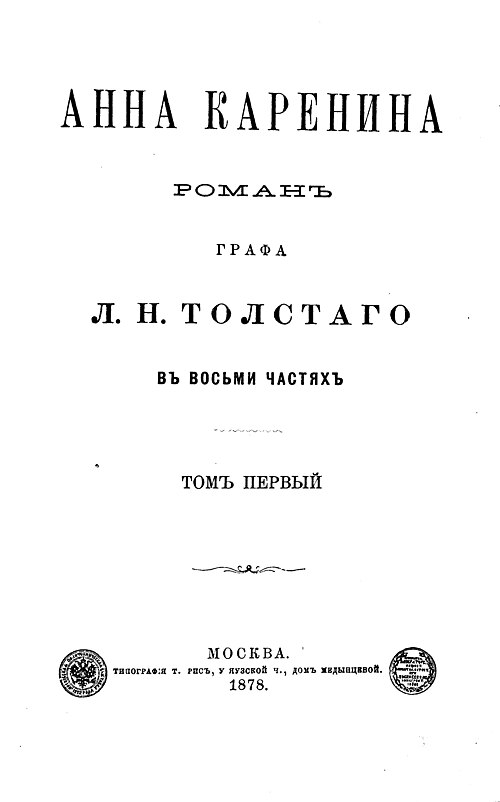 АННА КАРЕНИНА
РОМАНЪ
ГРАФА
Л. Н. ТОЛСТАГО
ВЪ ВОСЬМИ ЧАСТЯХЪ
ТОМЪ ПЕРВЫЙ
МОСКВА.
ТИПОГРАФІЯ Т. РИСЪ, У ЯУЗСКОЙ Ч., ДОМЪ МЕДЫНЦЕВОЙ.
1878.